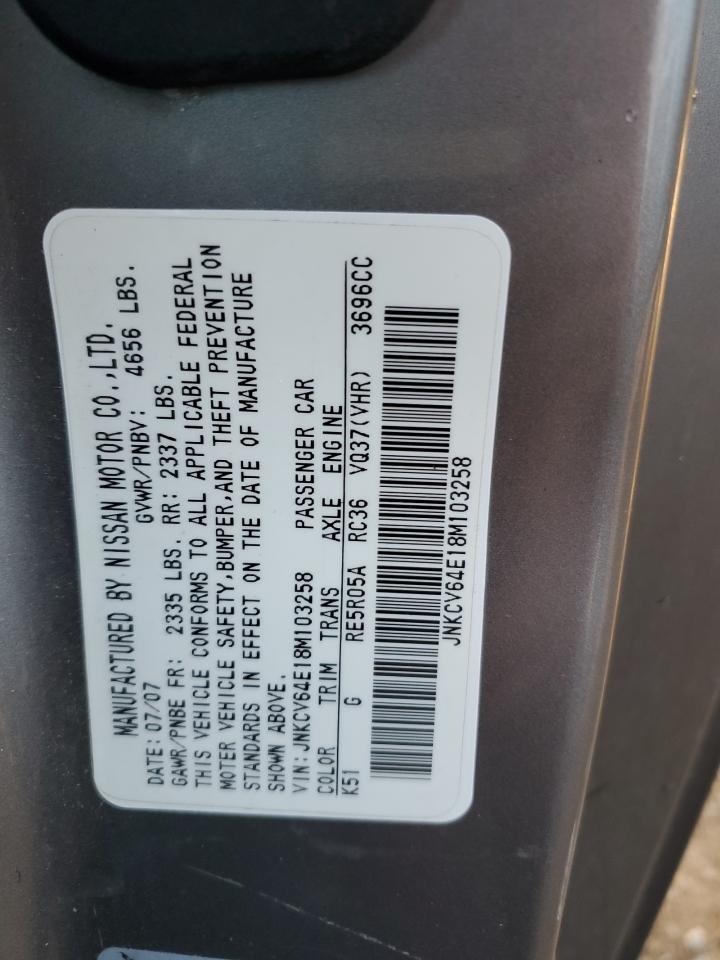 MANUFACTURED BY NISSAN MOTOR CO.,LTD.
DATE: 07/07 GVWR/PNBV: 4656 LBS.
GAWR/PNBE FR: 2335 LBS. RR: 2337 LBS.
THIS VEHICLE CONFORMS TO ALL APPLICABLE FEDERAL
MOTER VEHICLE SAFETY,BUMPER,AND THEFT PREVENTION
STANDARDS IN EFFECT ON THE DATE OF MANUFACTURE
SHOWN ABOVE.
VIN: JNKCV64E18M103258 PASSENGER CAR
COLOR TRIM TRANS AXLE ENGINE
K51 G RE5R05A RC36 VQ37(VHR) 3696CC
JNKCV64E18M103258